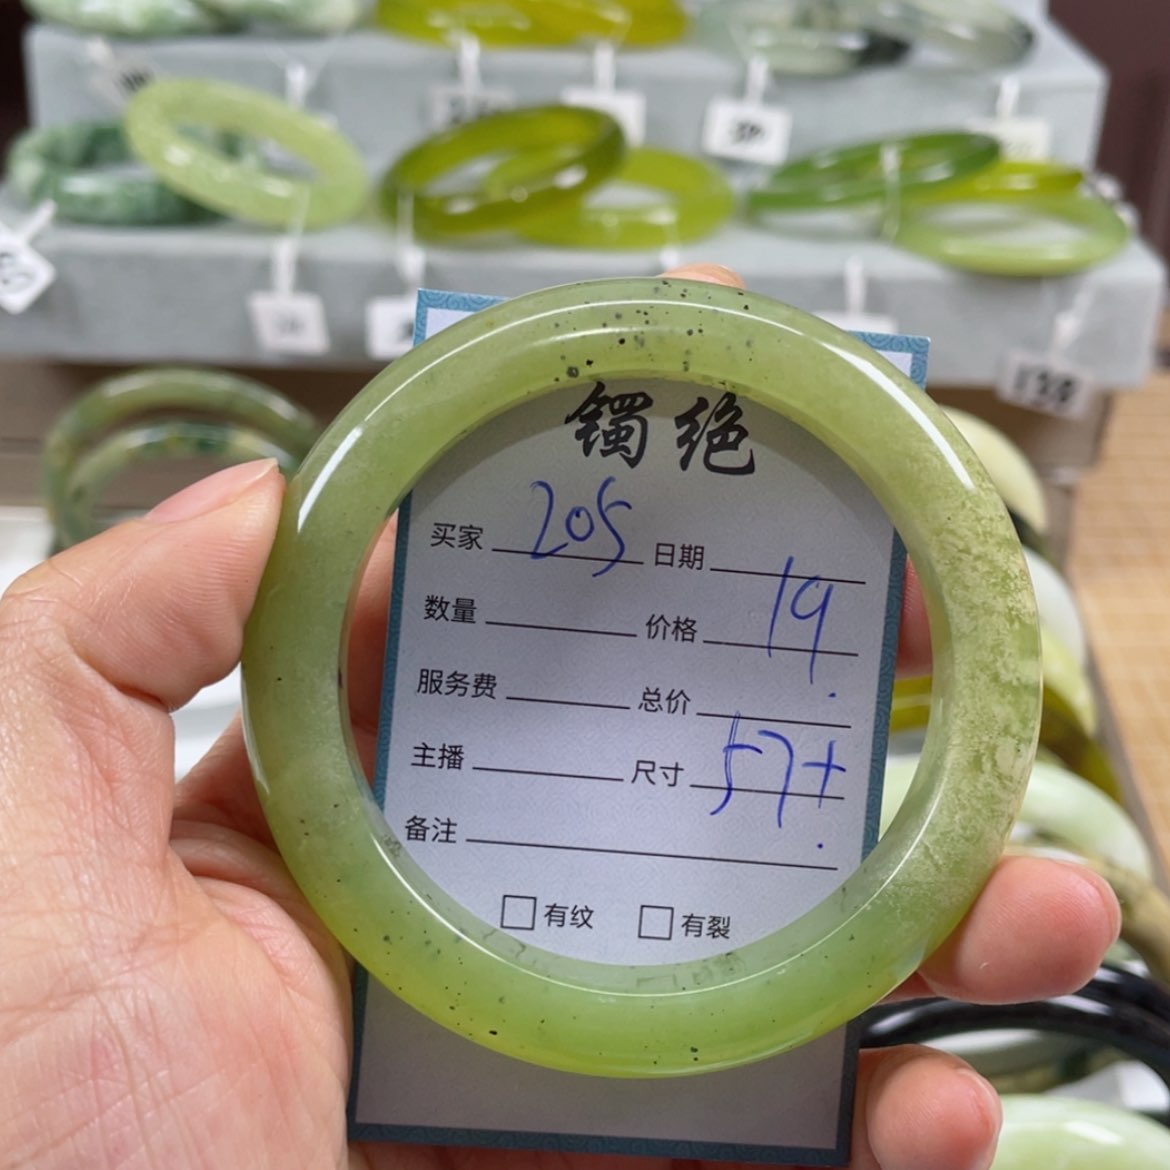 镯绝
买家 205 日期
数量 价格 19.
服务费 总价
主播 尺寸 57+.
备注
□有纹 □有裂